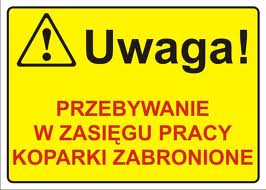 Uwaga!
PRZEBYWANIE
W ZASIĘGU PRACY
KOPARKI ZABRONIONE